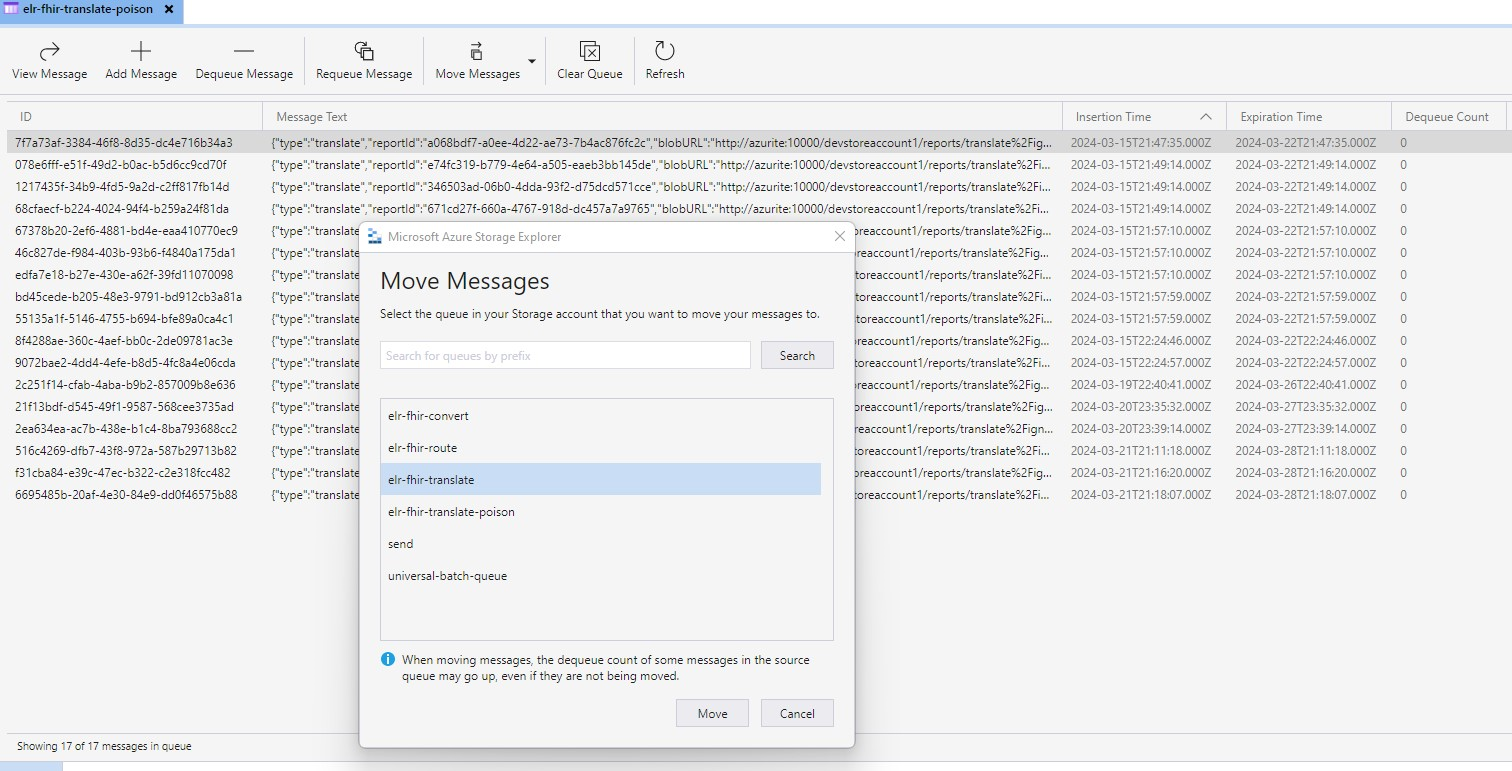 elr-fhir-translate-poison
View Message Add Message Dequeue Message Requeue Message Move Messages Clear Queue Refresh
ID Message Text Insertion Time Expiration Time Dequeue Count
7f7a73af-3384-46f8-8d35-dc4e716b34a3 {"type":"translate","reportId":"a068bdf7-a0ee-4d22-ae73-7b4ac876fc2c","blobURL":"http://azurite:10000/devstoreaccount1/reports/translate%2Fig... 2024-03-15T21:47:35.000Z 2024-03-22T21:47:35.000Z 0
078e6fff-e51f-49d2-b0ac-b5d6cc9cd70f {"type":"translate","reportId":"e74fc319-b779-4e64-a505-eaeb3bb145de","blobURL":"http://azurite:10000/devstoreaccount1/reports/translate%2Fi... 2024-03-15T21:49:14.000Z 2024-03-22T21:49:14.000Z 0
1217435f-34b9-4fd5-9a2d-c2ff817fb14d {"type":"translate","reportId":"346503ad-06b0-4dda-93f2-d75dcd571cce","blobURL":"http://azurite:10000/devstoreaccount1/reports/translate%2Fi... 2024-03-15T21:49:14.000Z 2024-03-22T21:49:14.000Z 0
68cfaecf-b224-4024-94f4-b259a24f81da {"type":"translate","reportId":"671cd27f-660a-4767-918d-dc457a7a9765","blobURL":"http://azurite:10000/devstoreaccount1/reports/translate%2Fi... 2024-03-15T21:49:14.000Z 2024-03-22T21:49:14.000Z 0
67378b20-2ef6-4881-bd4e-eaa410770ec9 {"type":"translate toreaccount1/reports/translate%2Fig... 2024-03-15T21:57:10.000Z 2024-03-22T21:57:10.000Z 0
46c827de-f984-403b-93b6-f4840a175da1 {"type":"translate toreaccount1/reports/translate%2Fi... 2024-03-15T21:57:10.000Z 2024-03-22T21:57:10.000Z 0
edfa7e18-b27e-430e-a62f-39fd11070098 {"type":"translate toreaccount1/reports/translate%2Fi... 2024-03-15T21:57:10.000Z 2024-03-22T21:57:10.000Z 0
bd45cede-b205-48e3-9791-bd912cb3a81a {"type":"translate toreaccount1/reports/translate%2Fi... 2024-03-15T21:57:59.000Z 2024-03-22T21:57:59.000Z 0
55135a1f-5146-4755-b694-bfe89a0ca4c1 {"type":"translate toreaccount1/reports/translate%2Fi... 2024-03-15T21:57:59.000Z 2024-03-22T21:57:59.000Z 0
8f4288ae-360c-4aef-bb0c-2de09781ac3e {"type":"translate toreaccount1/reports/translate%2Fig... 2024-03-15T22:24:46.000Z 2024-03-22T22:24:46.000Z 0
9072bae2-4dd4-4efe-b8d5-4fc8a4e06cda {"type":"translate toreaccount1/reports/translate%2Fi... 2024-03-15T22:24:57.000Z 2024-03-22T22:24:57.000Z 0
2c251f14-cfab-4aba-b9b2-857009b8e636 {"type":"translate toreaccount1/reports/translate%2Fig... 2024-03-19T22:40:41.000Z 2024-03-26T22:40:41.000Z 0
21f13bdf-d545-49f1-9587-568cee3735ad {"type":"translate oreaccount1/reports/translate%2Fig... 2024-03-20T23:35:32.000Z 2024-03-27T23:35:32.000Z 0
2ea634ea-ac7b-438e-b1c4-8ba793688cc2 {"type":"translate reaccount1/reports/translate%2Fign... 2024-03-20T23:39:14.000Z 2024-03-27T23:39:14.000Z 0
516c4269-dfb7-43f8-972a-587b29713b82 {"type":"translate toreaccount1/reports/translate%2Fig... 2024-03-21T21:11:18.000Z 2024-03-28T21:11:18.000Z 0
f31cba84-e39c-47ec-b322-c2e318fcc482 {"type":"translate oreaccount1/reports/translate%2Fig... 2024-03-21T21:16:20.000Z 2024-03-28T21:16:20.000Z 0
6695485b-20af-4e30-84e9-dd0f46575b88 {"type":"translate toreaccount1/reports/translate%2Fi... 2024-03-21T21:18:07.000Z 2024-03-28T21:18:07.000Z 0
Microsoft Azure Storage Explorer
Move Messages
Select the queue in your Storage account that you want to move your messages to.
Search for queues by prefix Search
elr-fhir-convert
elr-fhir-route
elr-fhir-translate
elr-fhir-translate-poison
send
universal-batch-queue
When moving messages, the dequeue count of some messages in the source
queue may go up, even if they are not being moved.
Move Cancel
Showing 17 of 17 messages in queue